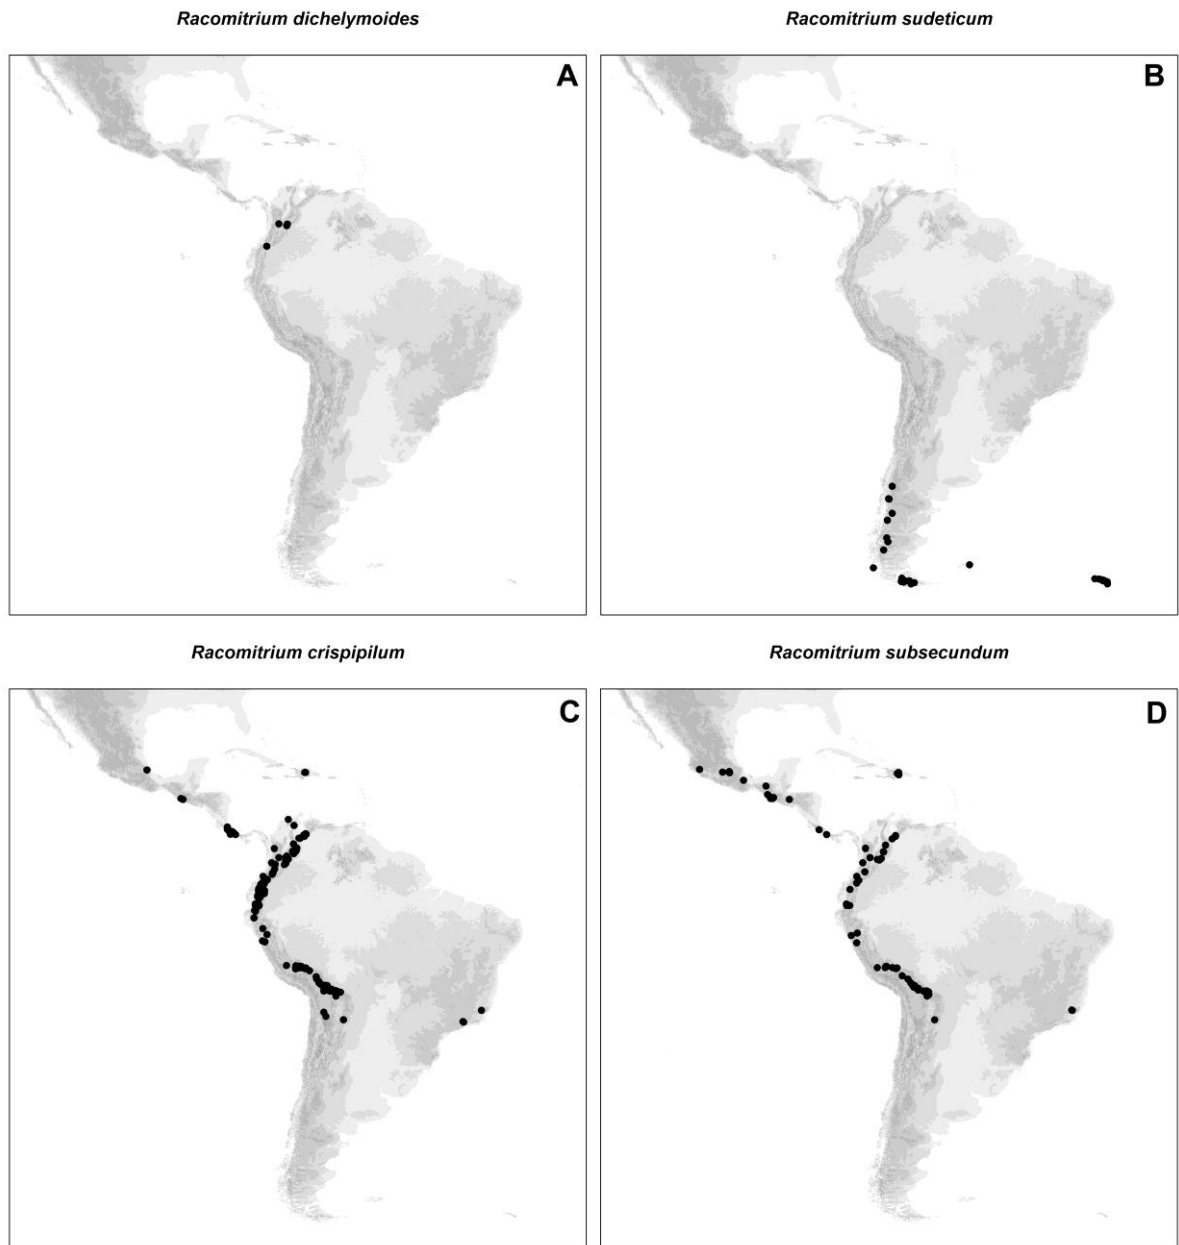 Racomitrium dichelymoides
Racomitrium sudeticum
A
B
Racomitrium crispipilum
Racomitrium subsecundum
C
D